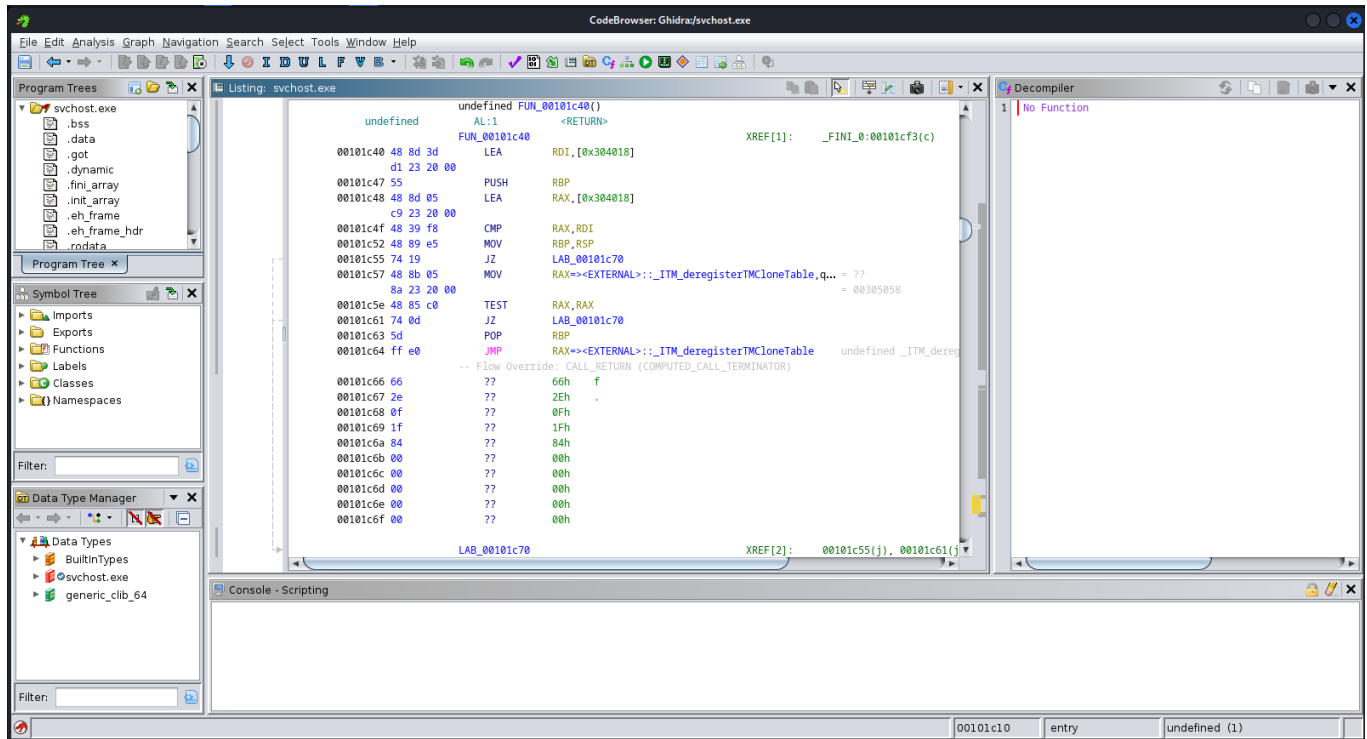 CodeBrowser: Ghidra:/svchost.exe
File Edit Analysis Graph Navigation Search Select Tools Window Help
I D U L F V B
Program Trees
svchost.exe
.bss
.data
.got
.dynamic
.fini_array
.init_array
.eh_frame
.eh_frame_hdr
.rodata
Program Tree ×
Symbol Tree
Imports
Exports
Functions
Labels
Classes
Namespaces
Filter:
Data Type Manager
Data Types
BuiltInTypes
svchost.exe
generic_clib_64
Filter:
Listing: svchost.exe
undefined FUN_00101c40()
undefined AL:1 <RETURN>
FUN_00101c40 XREF[1]: _FINI_0:00101cf3(c)
00101c40 48 8d 3d LEA RDI,[0x304018]
d1 23 20 00
00101c47 55 PUSH RBP
00101c48 48 8d 05 LEA RAX,[0x304018]
c9 23 20 00
00101c4f 48 39 f8 CMP RAX,RDI
00101c52 48 89 e5 MOV RBP,RSP
00101c55 74 19 JZ LAB_00101c70
00101c57 48 8b 05 MOV RAX=><EXTERNAL>::_ITM_deregisterTMCloneTable,q... = ??
8a 23 20 00 = 00305058
00101c5e 48 85 c0 TEST RAX,RAX
00101c61 74 0d JZ LAB_00101c70
00101c63 5d POP RBP
00101c64 ff e0 JMP RAX=><EXTERNAL>::_ITM_deregisterTMCloneTable undefined _ITM_dereg
-- Flow Override: CALL_RETURN (COMPUTED_CALL_TERMINATOR)
00101c66 66 ?? 66h f
00101c67 2e ?? 2Eh .
00101c68 0f ?? 0Fh
00101c69 1f ?? 1Fh
00101c6a 84 ?? 84h
00101c6b 00 ?? 00h
00101c6c 00 ?? 00h
00101c6d 00 ?? 00h
00101c6e 00 ?? 00h
00101c6f 00 ?? 00h
LAB_00101c70 XREF[2]: 00101c55(j), 00101c61(j
Decompiler
1 No Function
Console - Scripting
00101c10 entry undefined (1)